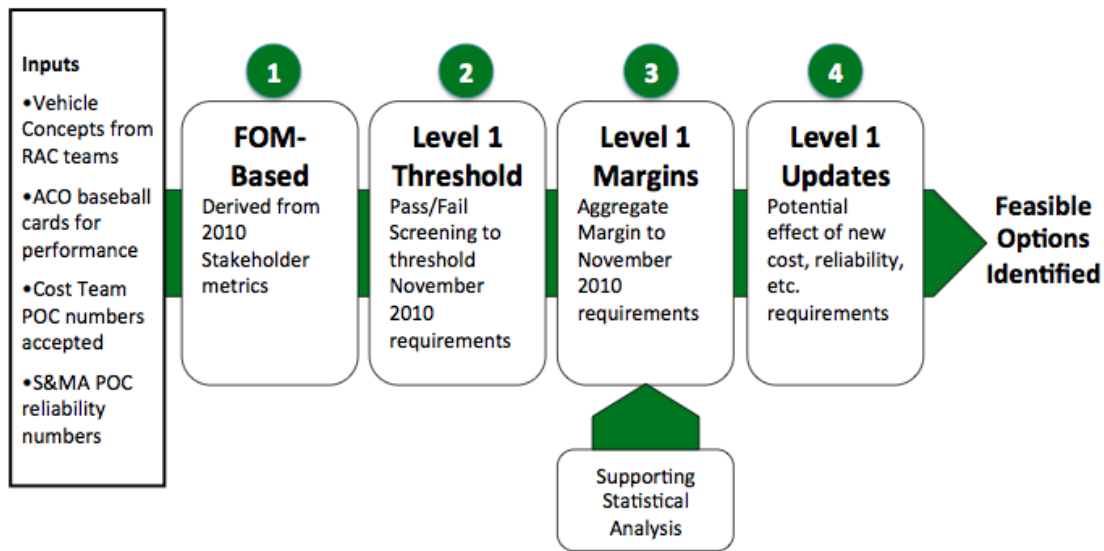 Inputs
•Vehicle
Concepts from
RAC teams
•ACO baseball
cards for
performance
•Cost Team
POC numbers
accepted
•S&MA POC
reliability
numbers
1
FOM-
Based
Derived from
2010
Stakeholder
metrics
2
Level 1
Threshold
Pass/Fail
Screening to
threshold
November
2010
requirements
3
Level 1
Margins
Aggregate
Margin to
November
2010
requirements
4
Level 1
Updates
Potential
effect of new
cost, reliability,
etc.
requirements
Feasible
Options
Identified
Supporting
Statistical
Analysis